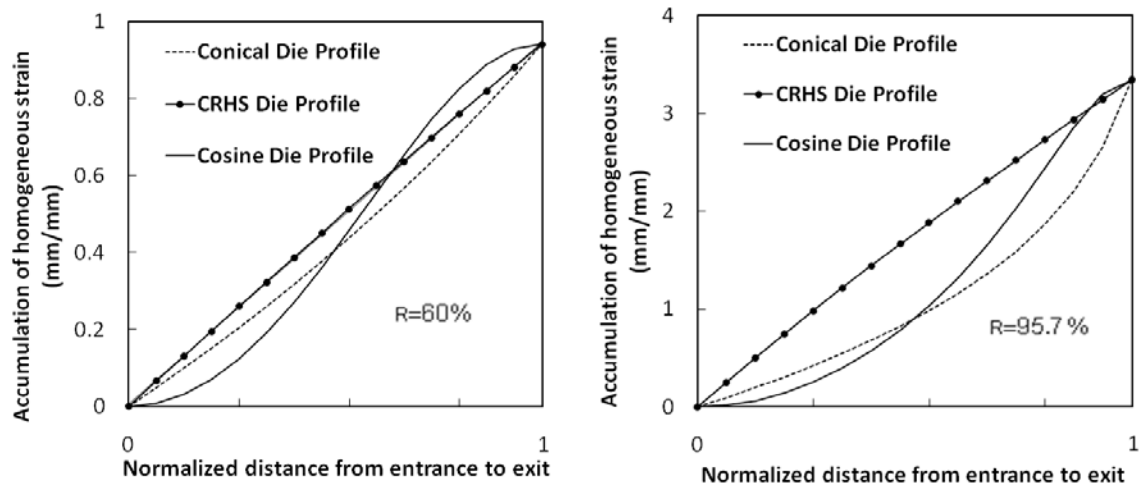 Accumulation of homogeneous strain
(mm/mm)
1
0.8
0.6
0.4
0.2
0
Conical Die Profile
CRHS Die Profile
Cosine Die Profile
R=60%
0
1
Normalized distance from entrance to exit
Accumulation of homogeneous strain
(mm/mm)
4
3
2
1
0
Conical Die Profile
CRHS Die Profile
Cosine Die Profile
R=95.7 %
0
1
Normalized distance from entrance to exit